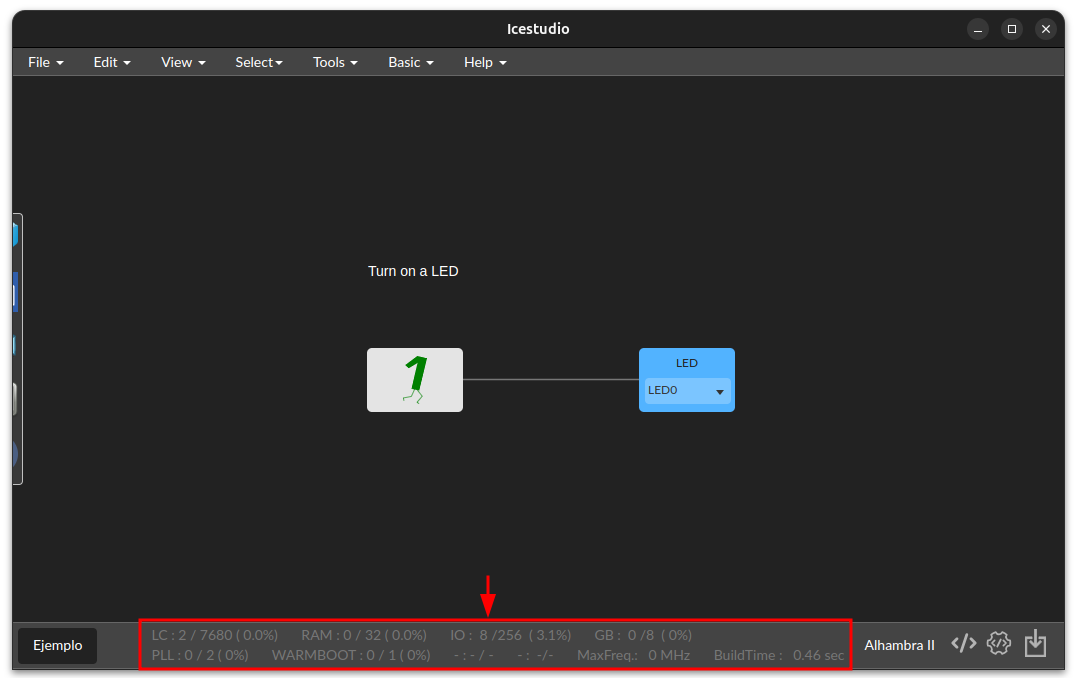 Icestudio
File Edit View Select Tools Basic Help
Turn on a LED
1
LED
LED0
Ejemplo
LC : 2 / 7680 ( 0.0%) RAM : 0 / 32 ( 0.0%) IO : 8 /256 ( 3.1%) GB : 0 /8 ( 0%)
PLL : 0 / 2 ( 0%) WARMBOOT : 0 / 1 ( 0%) - : - / - - : -/- MaxFreq.: 0 MHz BuildTime : 0.46 sec
Alhambra II